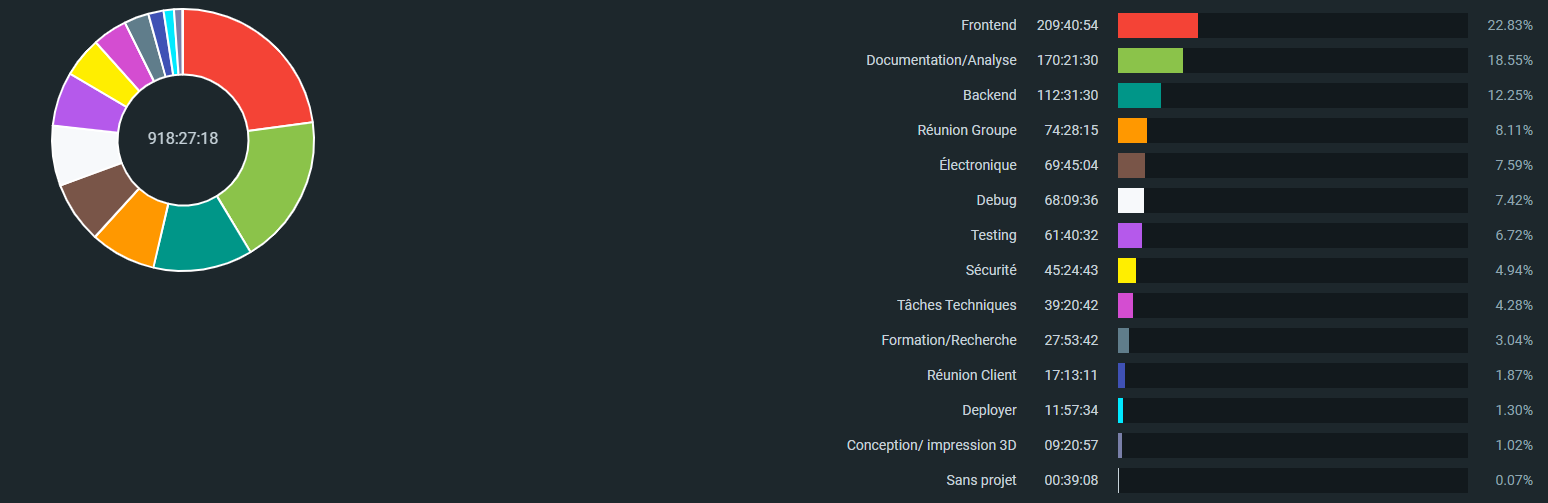 918:27:18
Frontend 209:40:54 22.83%
Documentation/Analyse 170:21:30 18.55%
Backend 112:31:30 12.25%
Réunion Groupe 74:28:15 8.11%
Électronique 69:45:04 7.59%
Debug 68:09:36 7.42%
Testing 61:40:32 6.72%
Sécurité 45:24:43 4.94%
Tâches Techniques 39:20:42 4.28%
Formation/Recherche 27:53:42 3.04%
Réunion Client 17:13:11 1.87%
Deployer 11:57:34 1.30%
Conception/ impression 3D 09:20:57 1.02%
Sans projet 00:39:08 0.07%